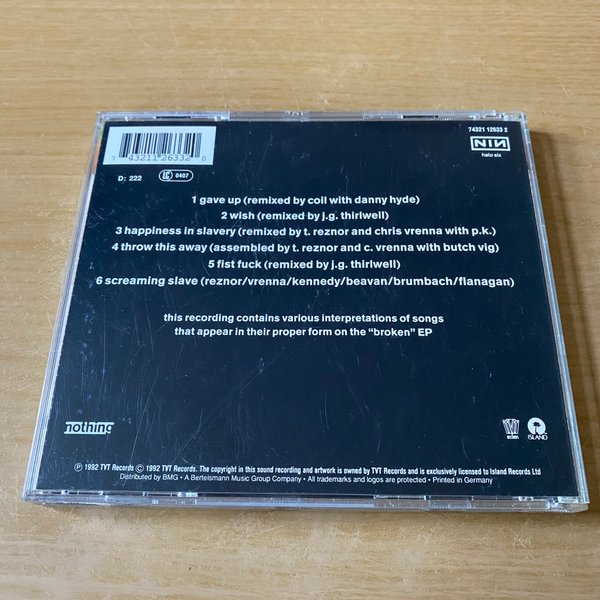 74321 12633 2
NIN
halo six
7 43211 26332 0
D: 222 LC 0407
1 gave up (remixed by coil with danny hyde)
2 wish (remixed by j.g. thirlwell)
3 happiness in slavery (remixed by t. reznor and chris vrenna with p.k.)
4 throw this away (assembled by t. reznor and c. vrenna with butch vig)
5 fist fuck (remixed by j.g. thirlwell)
6 screaming slave (reznor/vrenna/kennedy/beavan/brumbach/flanagan)
this recording contains various interpretations of songs
that appear in their proper form on the “broken” EP
nothing
ISLAND
℗ 1992 TVT Records © 1992 TVT Records. The copyright in this sound recording and artwork is owned by TVT Records and is exclusively licensed to Island Records Ltd
Distributed by BMG • A Bertelsmann Music Group Company • All trademarks and logos are protected • Printed in Germany